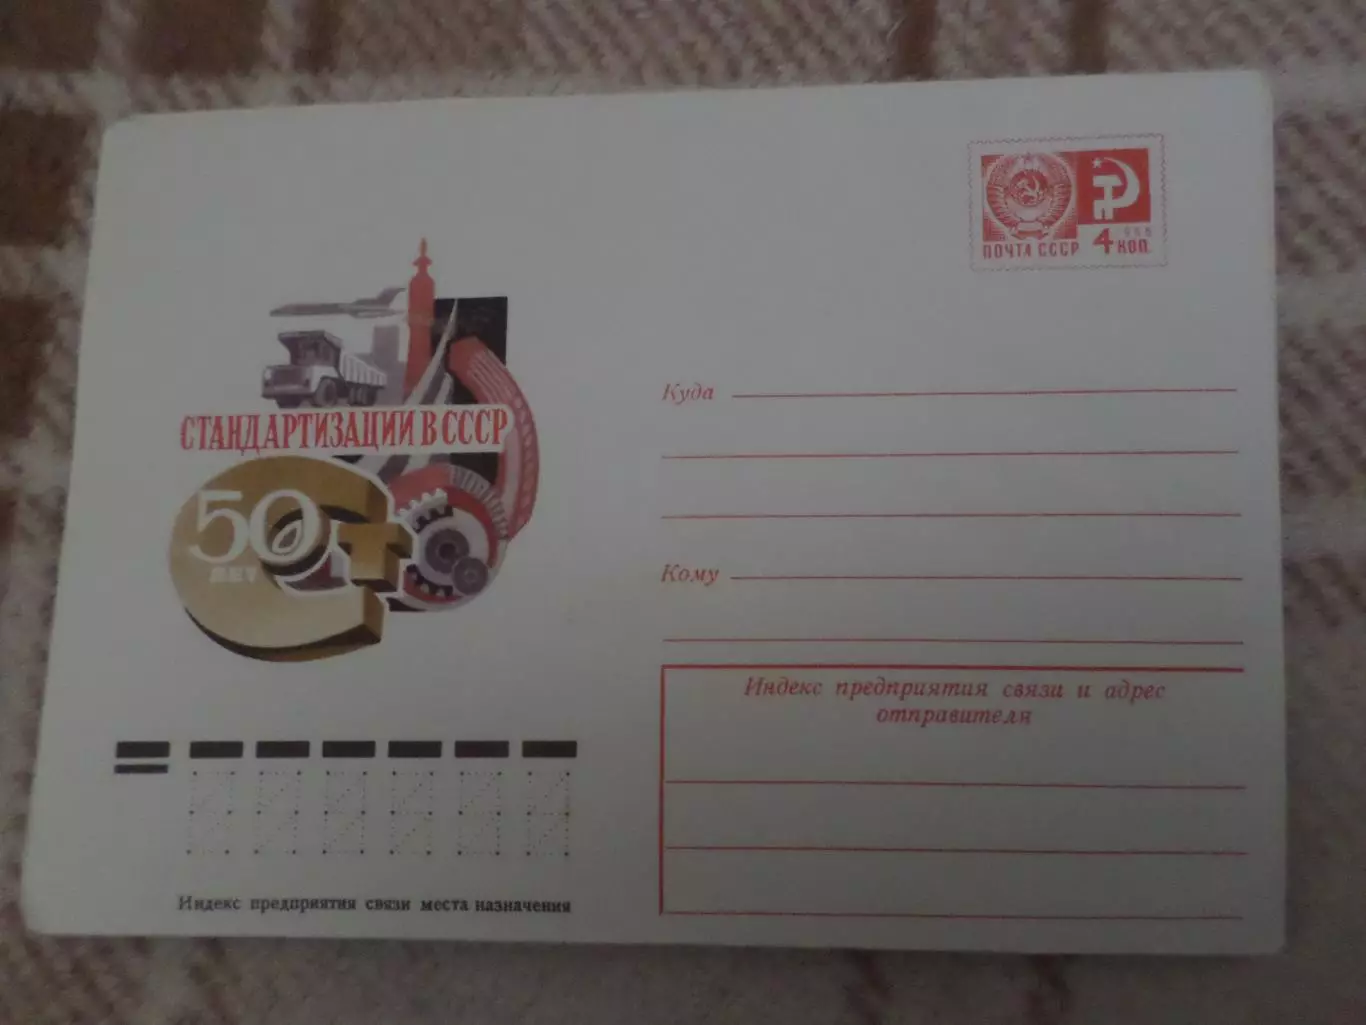 ПОЧТА СССР 4 КОП.
СТАНДАРТИЗАЦИИ В СССР
50
ЛЕТ
Куда
Кому
Индекс предприятия связи и адрес
отправителя
Индекс предприятия связи места назначения